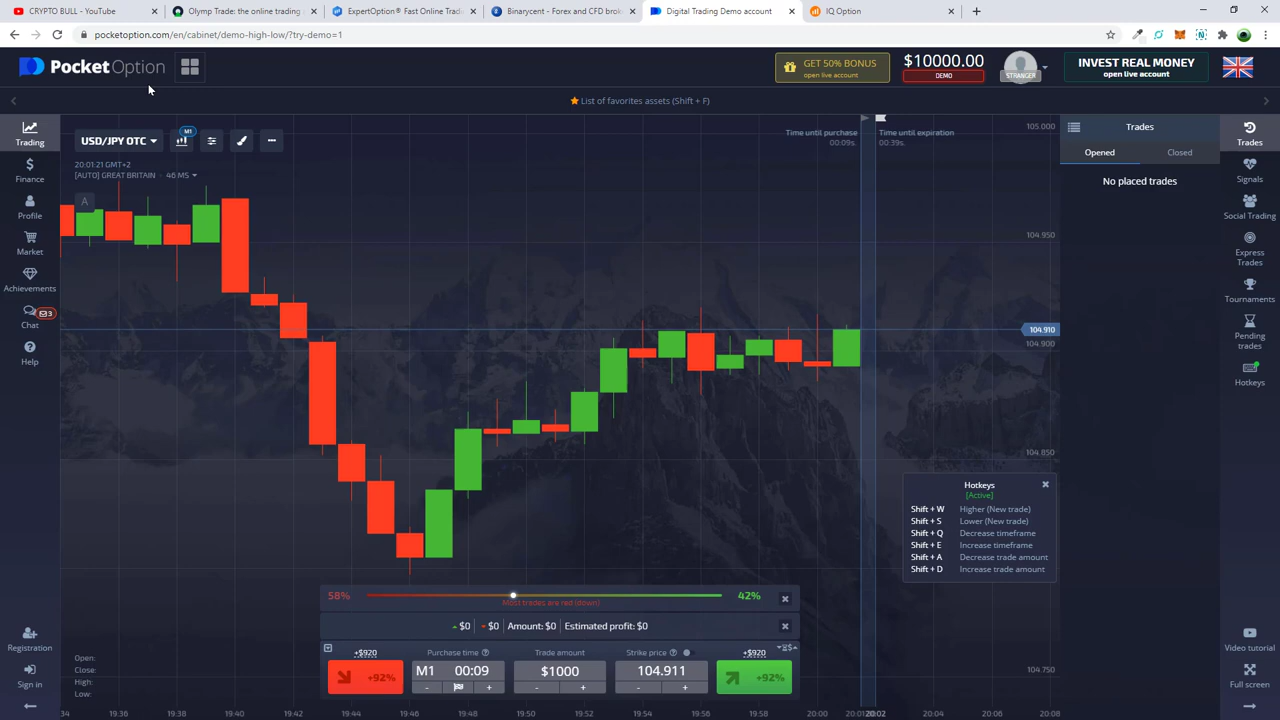 CRYPTO BULL - YouTube
Olymp Trade: the online trading
ExpertOption® Fast Online Tradi
Binarycent - Forex and CFD brok
Digital Trading Demo account
IQ Option
pocketoption.com/en/cabinet/demo-high-low/?try-demo=1
PocketOption
GET 50% BONUS
open live account
$10000.00
DEMO
STRANGER
INVEST REAL MONEY
open live account
List of favorites assets (Shift + F)
Trading
Finance
Profile
Market
Achievements
Chat
3
Help
Registration
Sign in
USD/JPY OTC
M1
20:01:21 GMT+2
[AUTO] GREAT BRITAIN - 46 MS
A
Time until purchase
00:09s.
Time until expiration
00:39s.
105.000
104.950
104.910
104.900
104.850
104.750
Hotkeys
[Active]
Shift + W Higher (New trade)
Shift + S Lower (New trade)
Shift + Q Decrease timeframe
Shift + E Increase timeframe
Shift + A Decrease trade amount
Shift + D Increase trade amount
58%
Most trades are red (down)
42%
$0 $0 Amount: $0 Estimated profit: $0
+$920
Purchase time
Trade amount
Strike price
+$920
+92%
M1 00:09
$1000
104.911
+92%
- +
- +
- +
Open:
Close:
High:
Low:
:34 19:36 19:38 19:40 19:42 19:44 19:46 19:48 19:50 19:52 19:54 19:56 19:58 20:00 20:02 20:04 20:06 20:08
Trades
Opened
Closed
No placed trades
Trades
Signals
Social Trading
Express
Trades
Tournaments
Pending
trades
Hotkeys
Video tutorial
Full screen